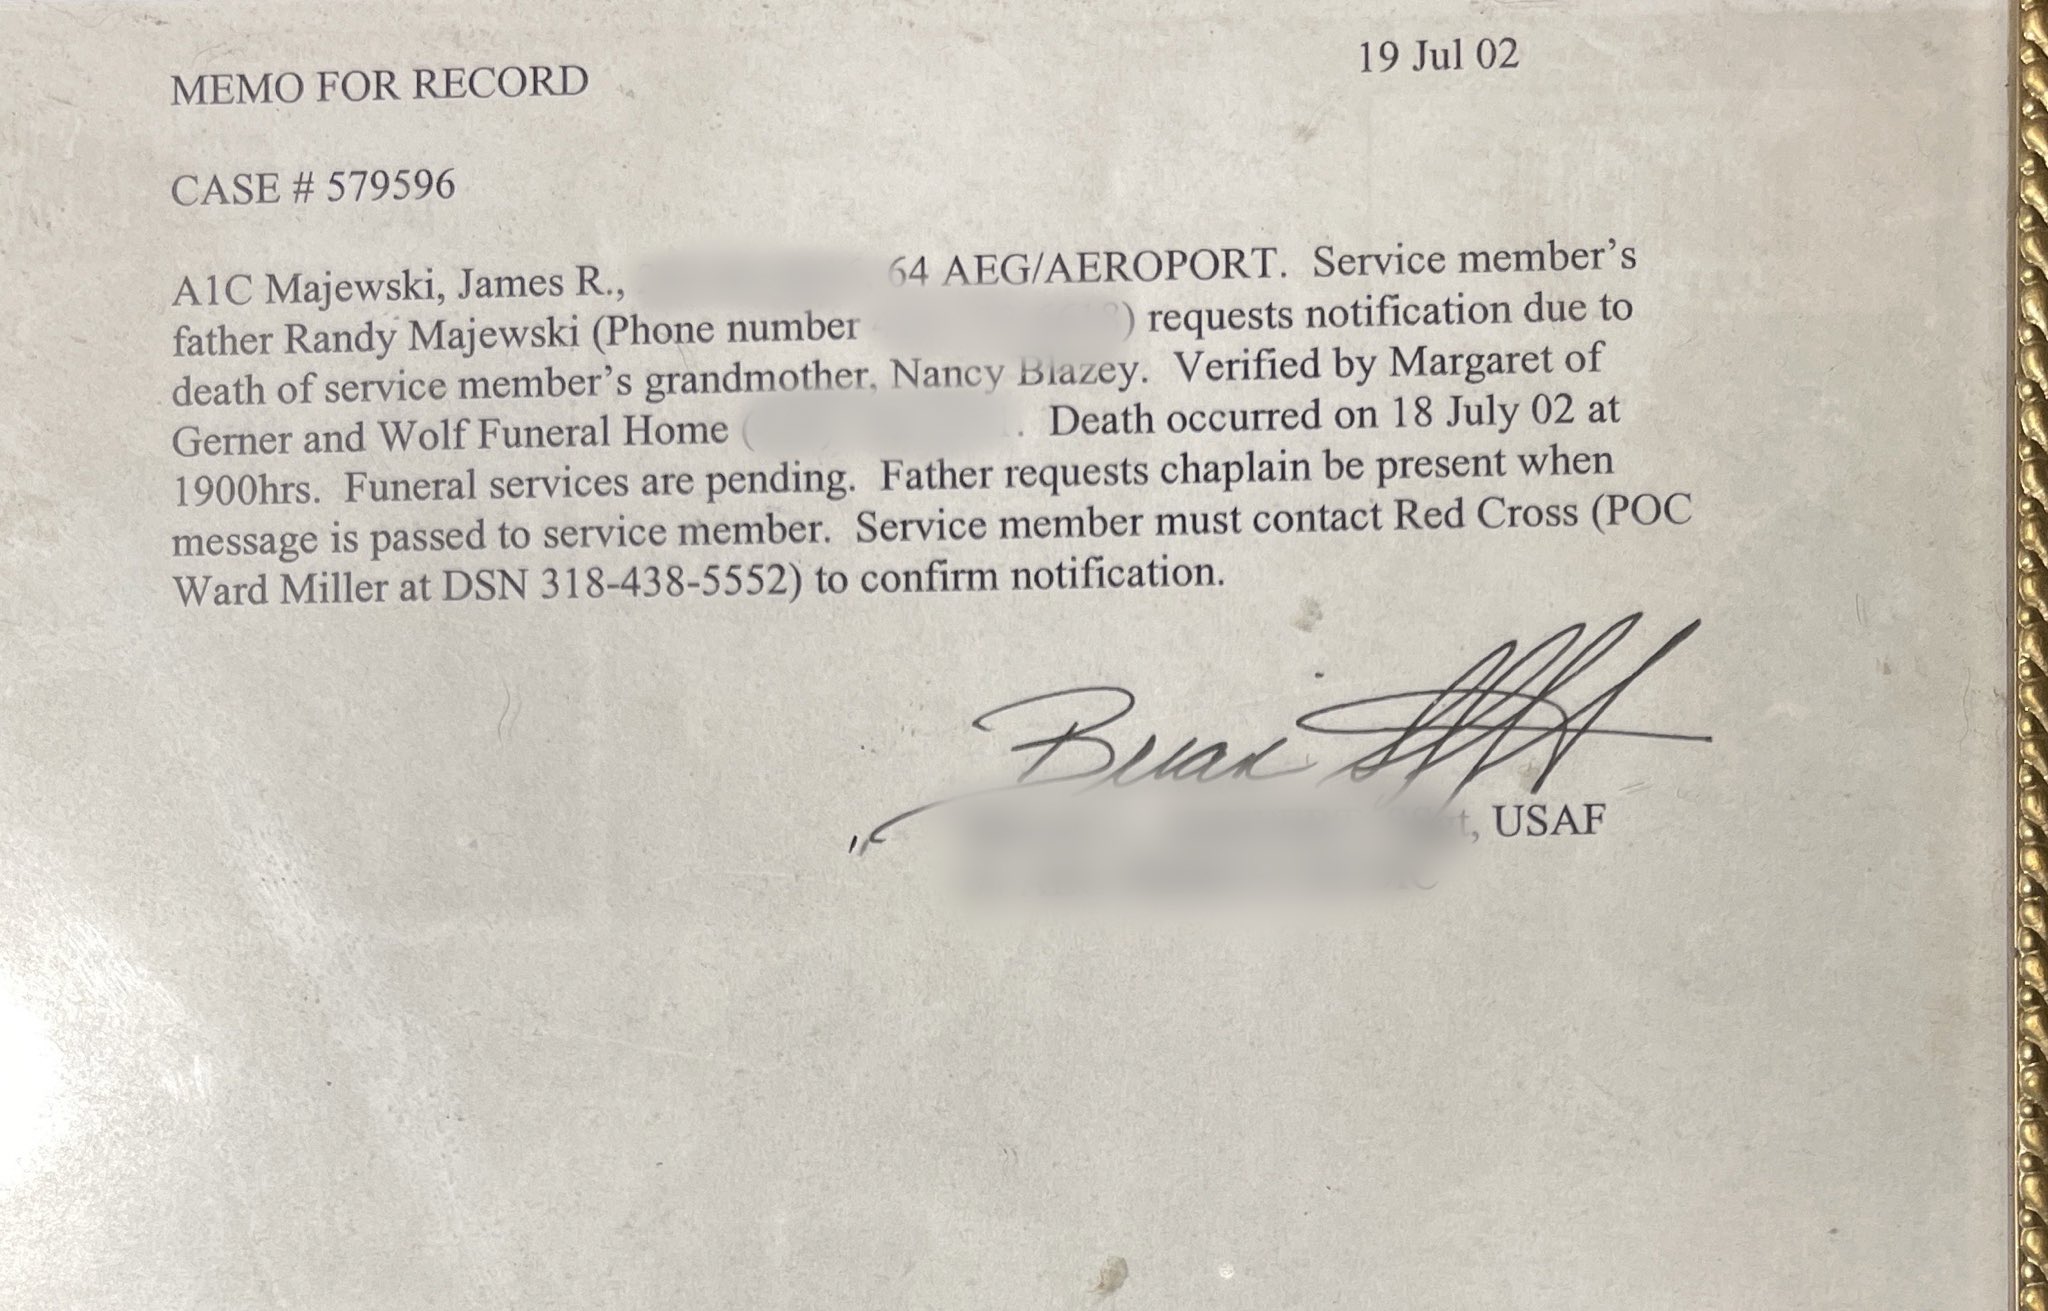 19 Jul 02
MEMO FOR RECORD
CASE # 579596
A1C Majewski, James R., 64 AEG/AEROPORT. Service member's
father Randy Majewski (Phone number ) requests notification due to
death of service member's grandmother, Nancy Blazey. Verified by Margaret of
Gerner and Wolf Funeral Home ( . Death occurred on 18 July 02 at
1900hrs. Funeral services are pending. Father requests chaplain be present when
message is passed to service member. Service member must contact Red Cross (POC
Ward Miller at DSN 318-438-5552) to confirm notification.
Brian
, USAF